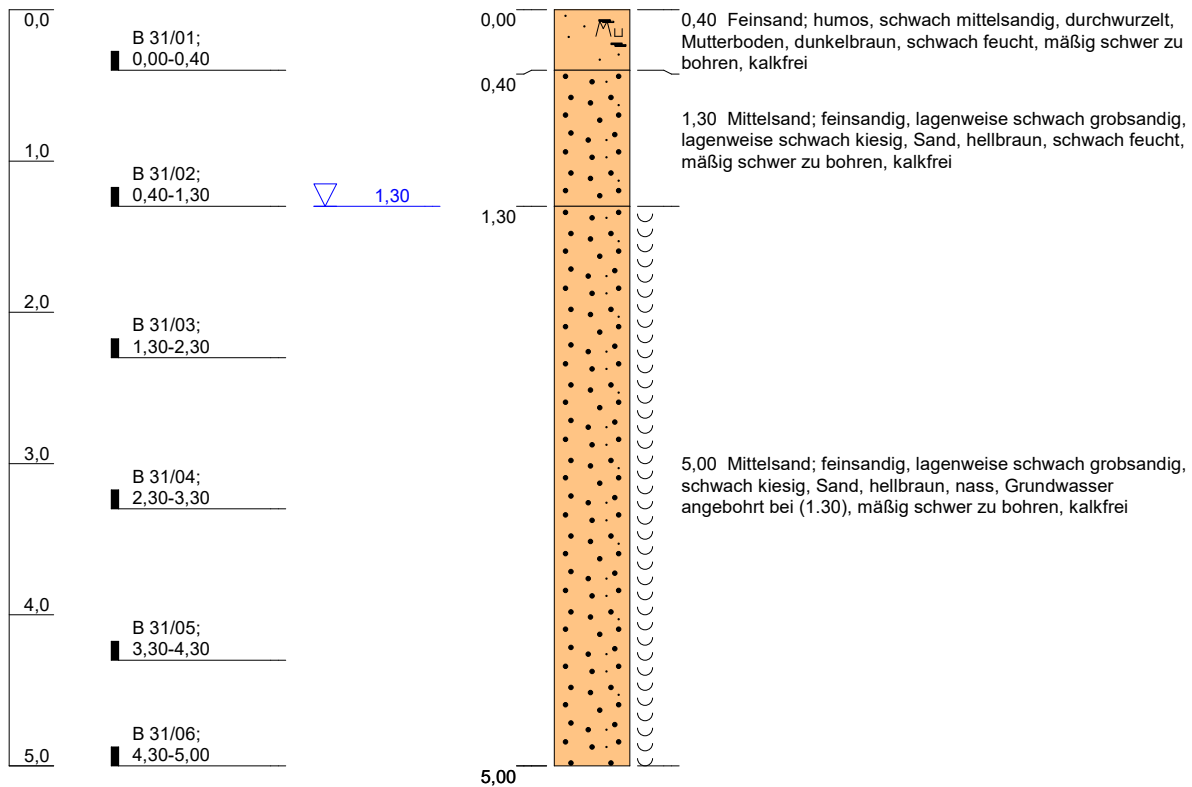 0,0
1,0
2,0
3,0
4,0
5,0
B 31/01;
0,00-0,40
B 31/02;
0,40-1,30
B 31/03;
1,30-2,30
B 31/04;
2,30-3,30
B 31/05;
3,30-4,30
B 31/06;
4,30-5,00
1,30
0,00
0,40
1,30
5,00
0,40 Feinsand; humos, schwach mittelsandig, durchwurzelt,
Mutterboden, dunkelbraun, schwach feucht, mäßig schwer zu
bohren, kalkfrei
1,30 Mittelsand; feinsandig, lagenweise schwach grobsandig,
lagenweise schwach kiesig, Sand, hellbraun, schwach feucht,
mäßig schwer zu bohren, kalkfrei
5,00 Mittelsand; feinsandig, lagenweise schwach grobsandig,
schwach kiesig, Sand, hellbraun, nass, Grundwasser
angebohrt bei (1.30), mäßig schwer zu bohren, kalkfrei